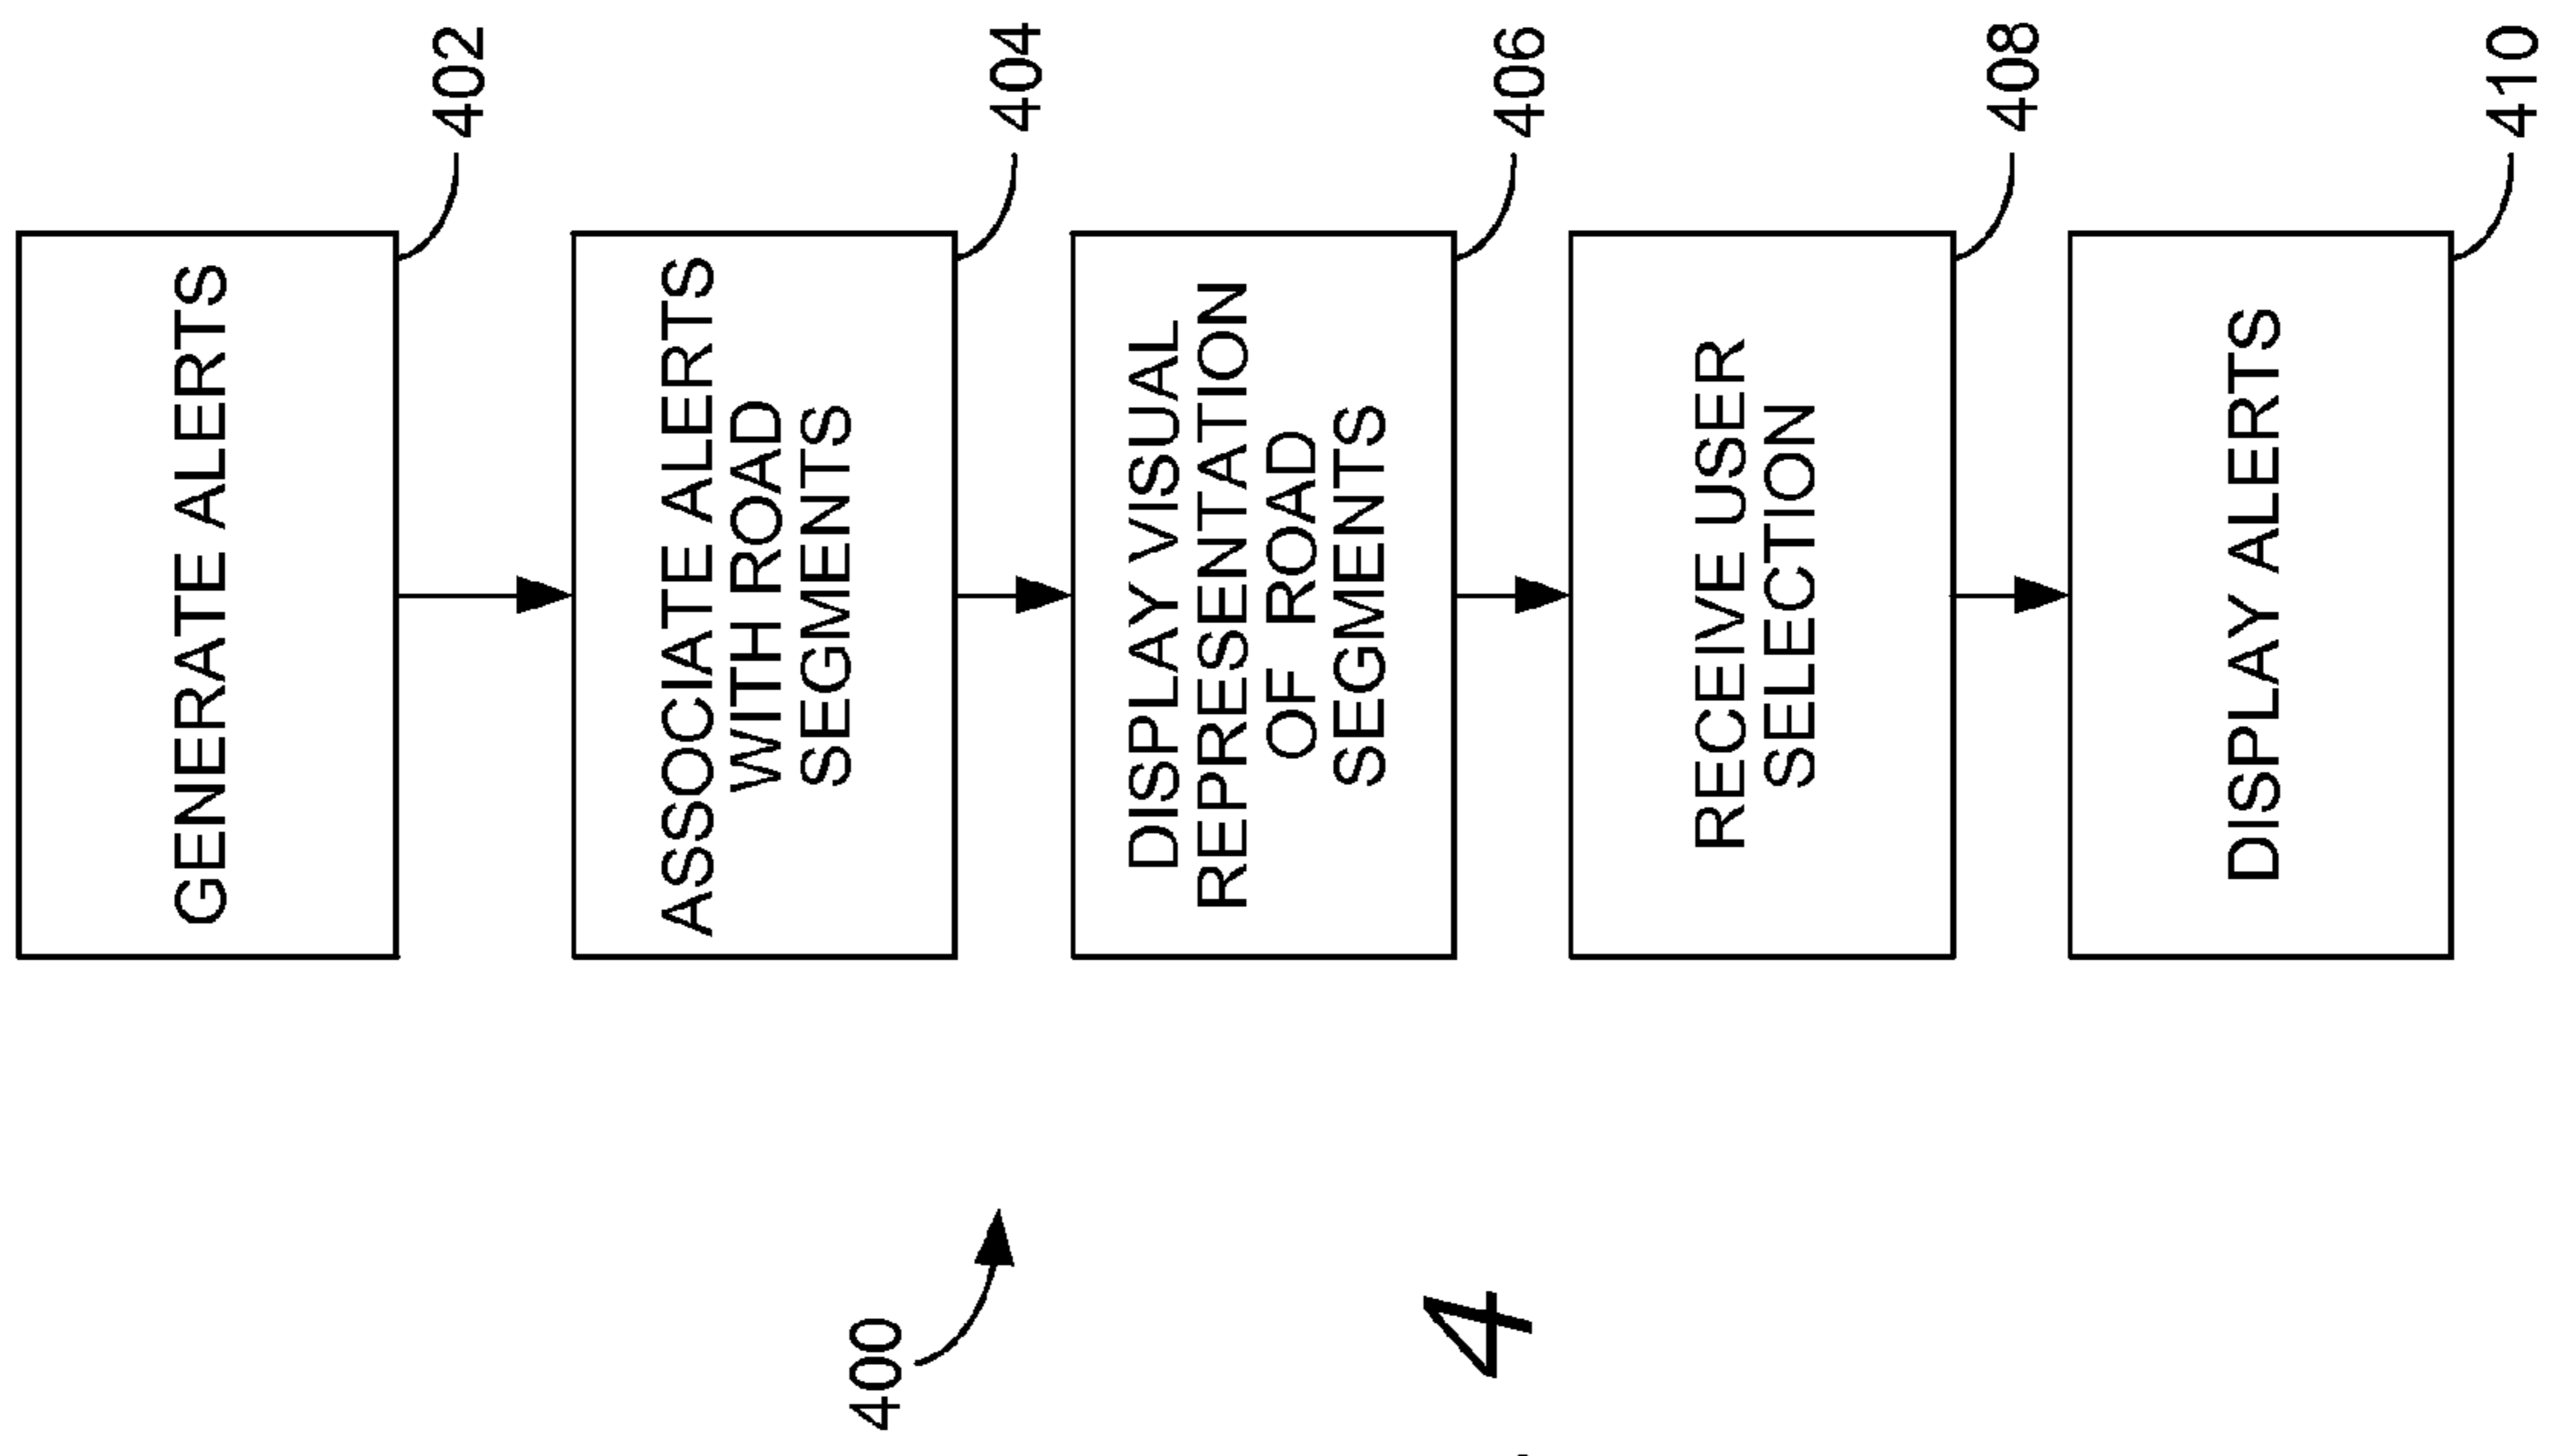 GENERATE ALERTS
402
ASSOCIATE ALERTS
WITH ROAD
SEGMENTS
404
DISPLAY VISUAL
REPRESENTATION
OF ROAD
SEGMENTS
406
RECEIVE USER
SELECTION
408
DISPLAY ALERTS
410
400
4